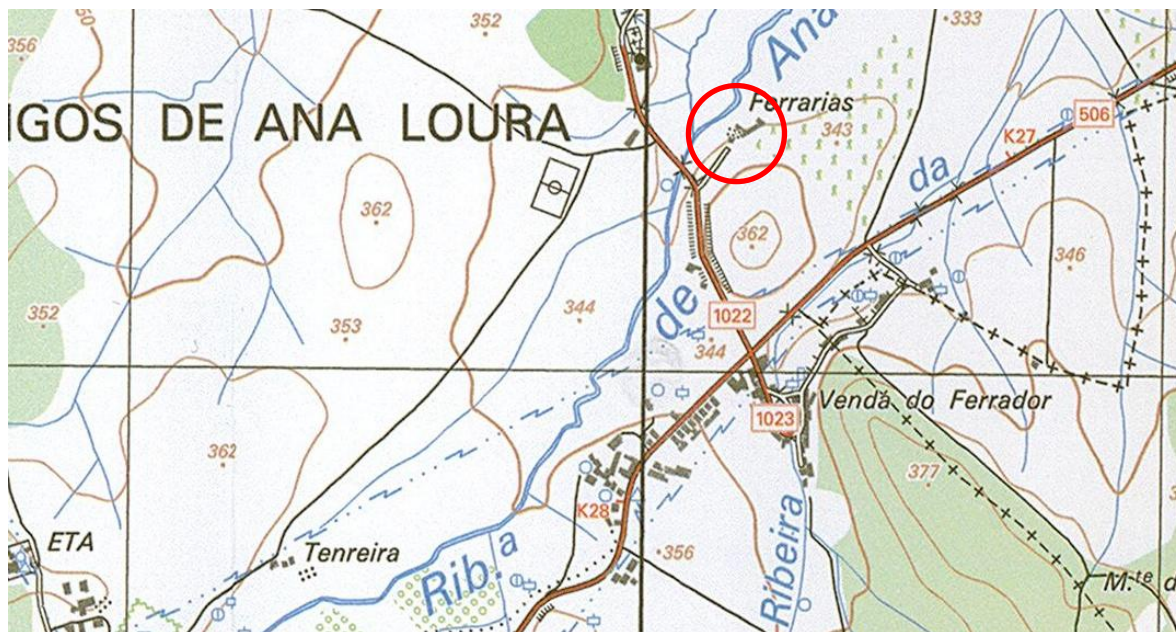 352
333
356
60
Ana
Ferrarias
IGOS DE ANA LOURA
343
506
K27
da
362
362
346
352
353
344
de
1022
344
Venda do Ferrador
1023
362
377
K28
ETA
Tenreira
Rib.a
356
Ribeira
M.te d